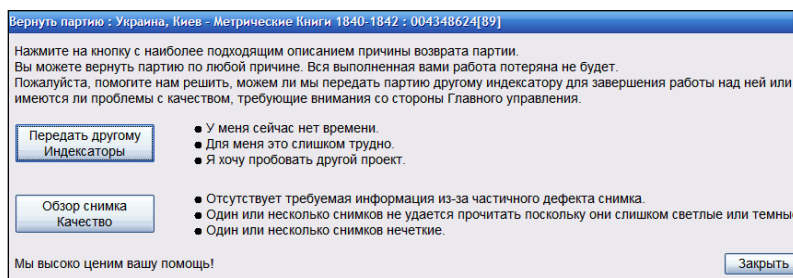 Вернуть партию : Украина, Киев - Метрические Книги 1840-1842 : 004348624[89]
Нажмите на кнопку с наиболее подходящим описанием причины возврата партии.
Вы можете вернуть партию по любой причине. Вся выполненная вами работа потеряна не будет.
Пожалуйста, помогите нам решить, можем ли мы передать партию другому индексатору для завершения работы над ней или
имеются ли проблемы с качеством, требующие внимания со стороны Главного управления.
Передать другому
Индексаторы
● У меня сейчас нет времени.
● Для меня это слишком трудно.
● Я хочу пробовать другой проект.
Обзор снимка
Качество
● Отсутствует требуемая информация из-за частичного дефекта снимка.
● Один или несколько снимков не удается прочитать поскольку они слишком светлые или темны
● Один или несколько снимков нечеткие.
Мы высоко ценим вашу помощь!
Закрыть